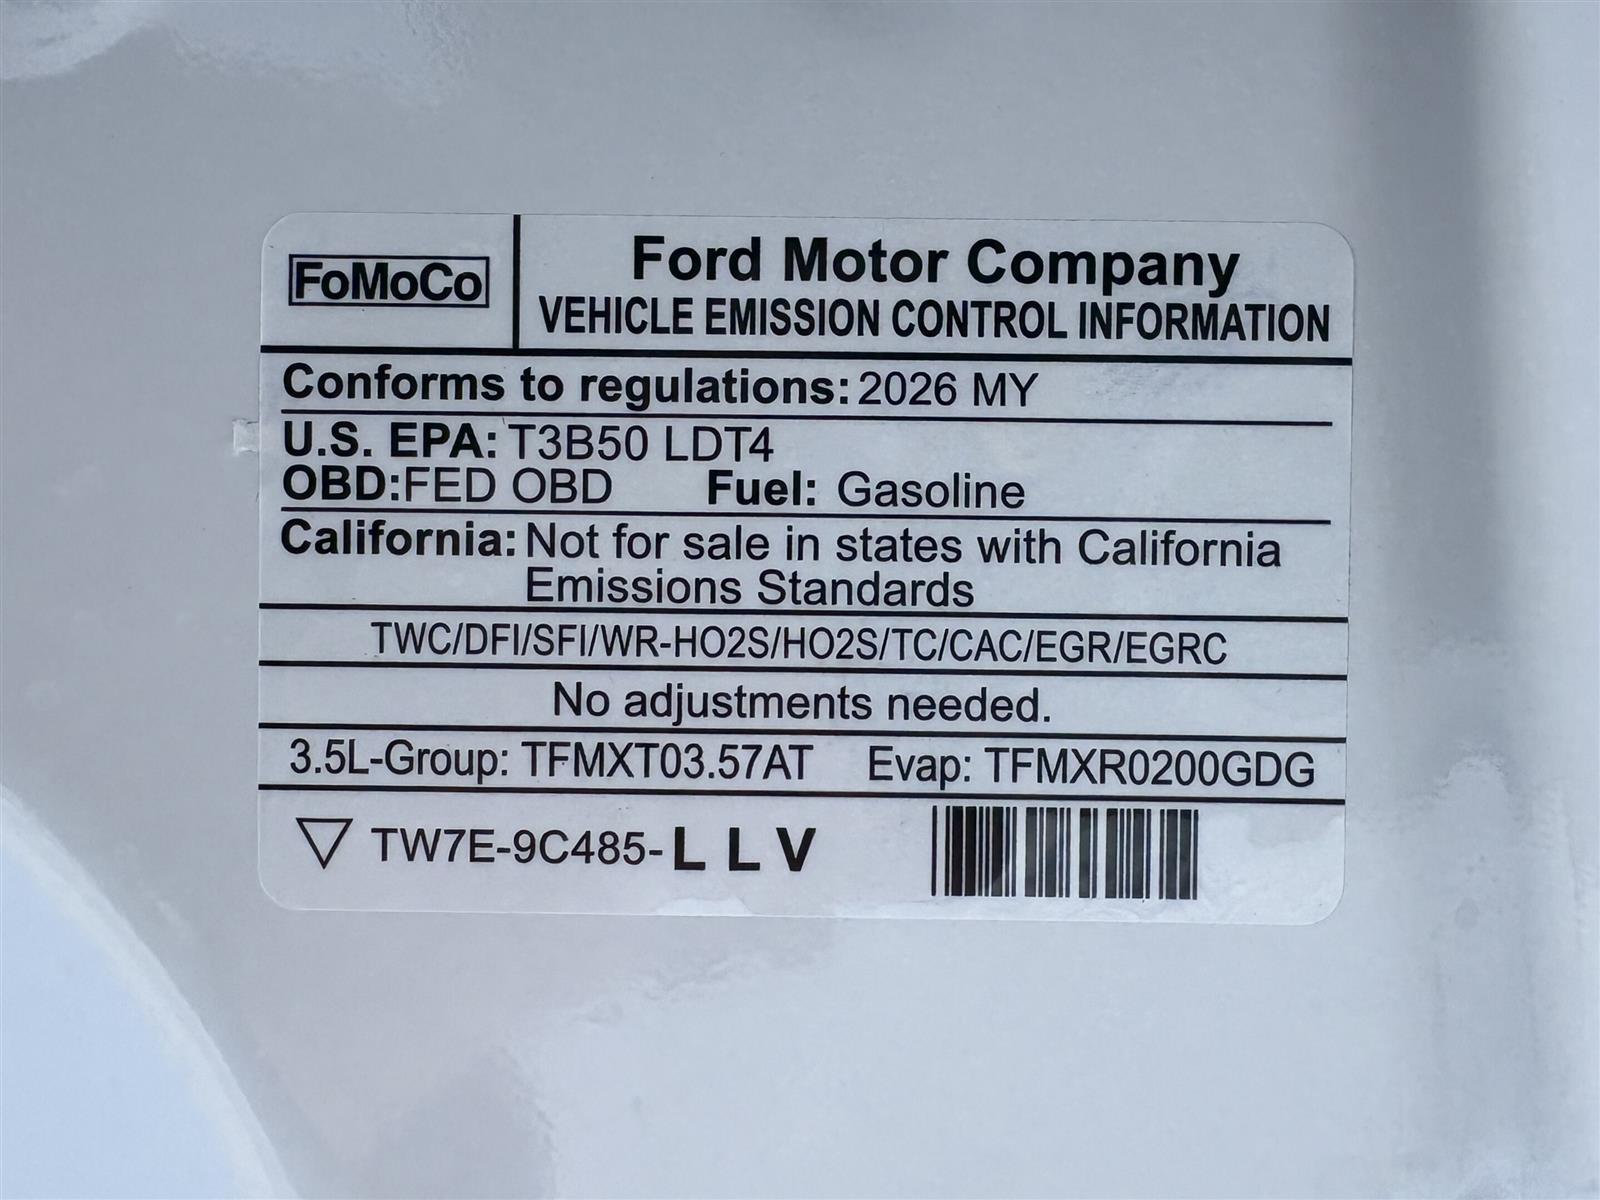 FoMoCo
Ford Motor Company
VEHICLE EMISSION CONTROL INFORMATION
Conforms to regulations: 2026 MY
U.S. EPA: T3B50 LDT4
OBD:FED OBD Fuel: Gasoline
California: Not for sale in states with California
Emissions Standards
TWC/DFI/SFI/WR-HO2S/HO2S/TC/CAC/EGR/EGRC
No adjustments needed.
3.5L-Group: TFMXT03.57AT Evap: TFMXR0200GDG
TW7E-9C485-L L V